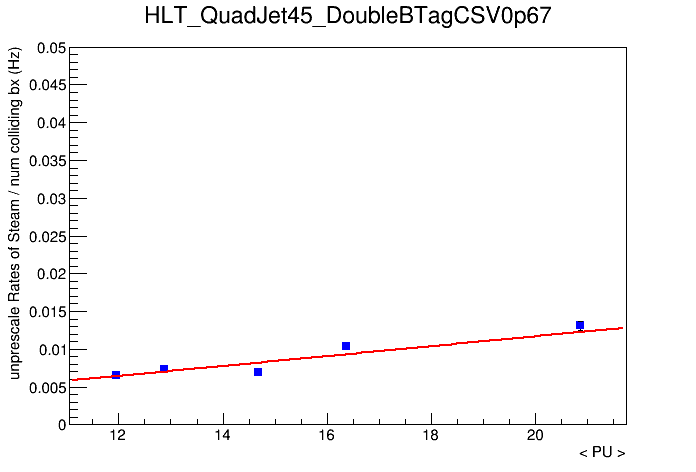 HLT_QuadJet45_DoubleBTagCSV0p67
unprescale Rates of Steam / num colliding bx (Hz)
0.05
0.045
0.04
0.035
0.03
0.025
0.02
0.015
0.01
0.005
0
12 14 16 18 20
< PU >